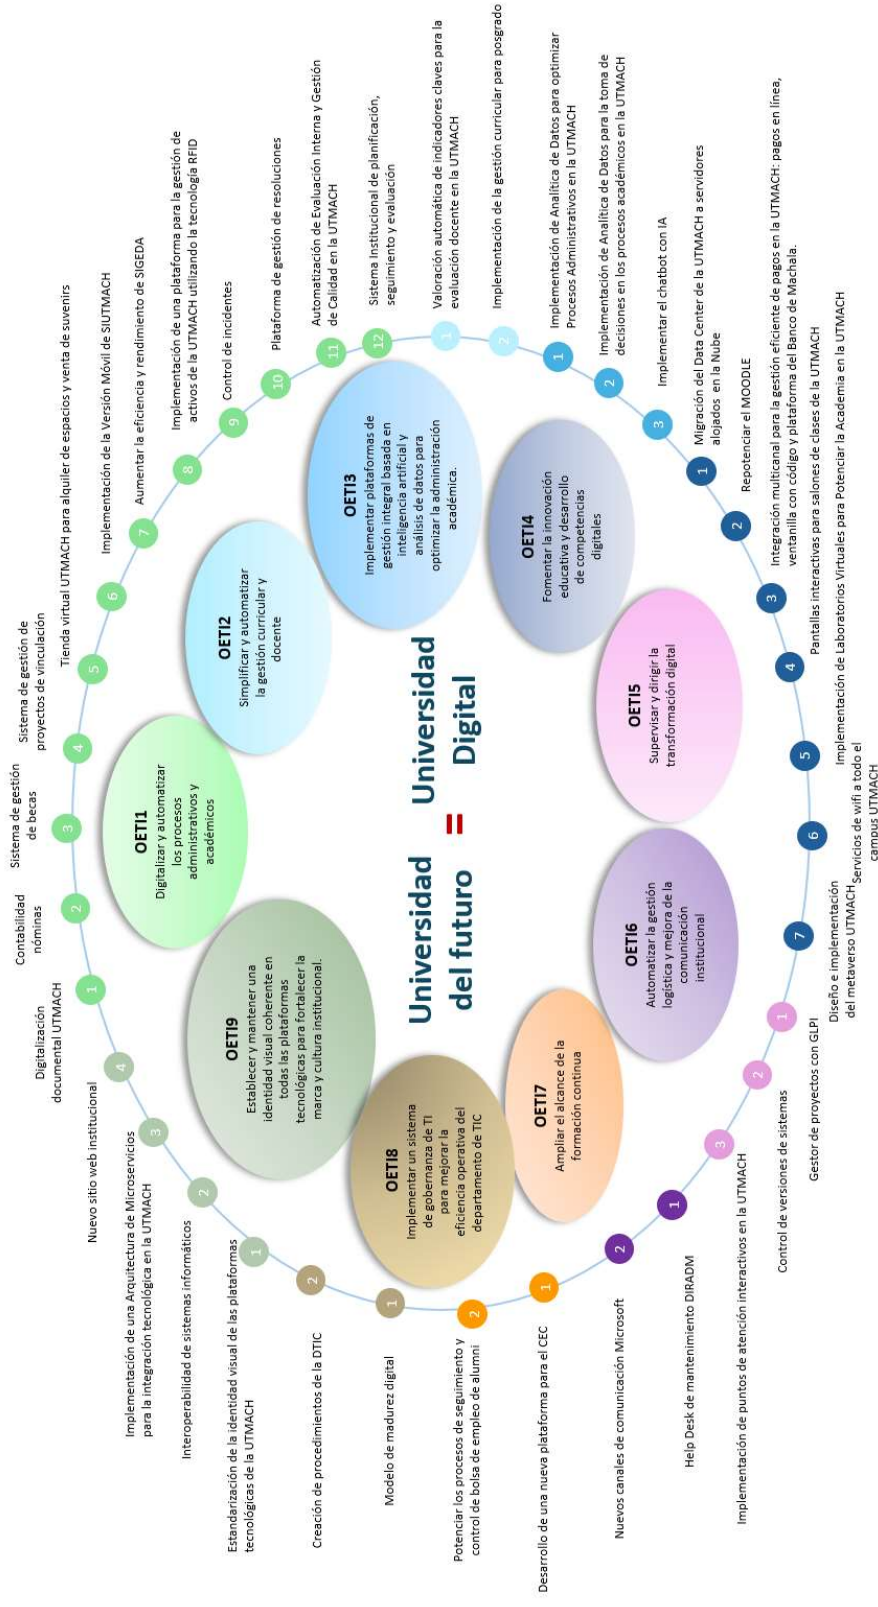 Universidad
del futuro
=
Universidad
Digital
OETI1
Digitalizar y automatizar
los procesos
administrativos y
académicos
OETI2
Simplificar y automatizar
la gestión curricular y
docente
OETI3
Implementar plataformas de
gestión integral basada en
inteligencia artificial y
análisis de datos para
optimizar la administración
académica.
OETI4
Fomentar la innovación
educativa y desarrollo
de competencias
digitales
OETI5
Supervisar y dirigir la
transformación digital
OETI6
Automatizar la gestión
logística y mejora de la
comunicación
institucional
OETI7
Ampliar el alcance de la
formación continua
OETI8
Implementar un sistema
de gobernanza de TI
para mejorar la
eficiencia operativa del
departamento de TIC
OETI9
Establecer y mantener una
identidad visual coherente en
todas las plataformas
tecnológicas para fortalecer la
marca y cultura institucional.
1
Digitalización
documental UTMACH
2
Contabilidad
nóminas
3
Sistema de gestión
de becas
4
Sistema de gestión de
proyectos de vinculación
5
Tienda virtual UTMACH para alquiler de espacios y venta de suvenirs
6
Implementación de la Versión Móvil de SIUTMACH
7
Aumentar la eficiencia y rendimiento de SIGEDA
8
Implementación de una plataforma para la gestión de
activos de la UTMACH utilizando la tecnología RFID
9
Control de incidentes
10
Plataforma de gestión de resoluciones
11
Automatización de Evaluación Interna y Gestión
de Calidad en la UTMACH
12
Sistema Institucional de planificación,
seguimiento y evaluación
1
Valoración automática de indicadores claves para la
evaluación docente en la UTMACH
2
Implementación de la gestión curricular para posgrado
1
Implementación de Analítica de Datos para optimizar
Procesos Administrativos en la UTMACH
2
Implementación de Analítica de Datos para la toma de
decisiones en los procesos académicos en la UTMACH
3
Implementar el chatbot con IA
1
Migración del Data Center de la UTMACH a servidores
alojados en la Nube
2
Repotenciar el MOODLE
3
Integración multicanal para la gestión eficiente de pagos en la UTMACH: pagos en línea,
ventanilla con código y plataforma del Banco de Machala.
4
Pantallas interactivas para salones de clases de la UTMACH
5
Implementación de Laboratorios Virtuales para Potenciar la Academia en la UTMACH
6
Servicios de wifi a todo el
campus UTMACH
7
Diseño e implementación
del metaverso UTMACH
1
Gestor de proyectos con GLPI
2
Control de versiones de sistemas
3
Implementación de puntos de atención interactivos en la UTMACH
1
Help Desk de mantenimiento DIRADM
2
Nuevos canales de comunicación Microsoft
1
Desarrollo de una nueva plataforma para el CEC
2
Potenciar los procesos de seguimiento y
control de bolsa de empleo de alumni
1
Modelo de madurez digital
2
Creación de procedimientos de la DTIC
1
Estandarización de la identidad visual de las plataformas
tecnológicas de la UTMACH
2
Interoperabilidad de sistemas informáticos
3
Implementación de una Arquitectura de Microservicios
para la integración tecnológica en la UTMACH
4
Nuevo sitio web institucional